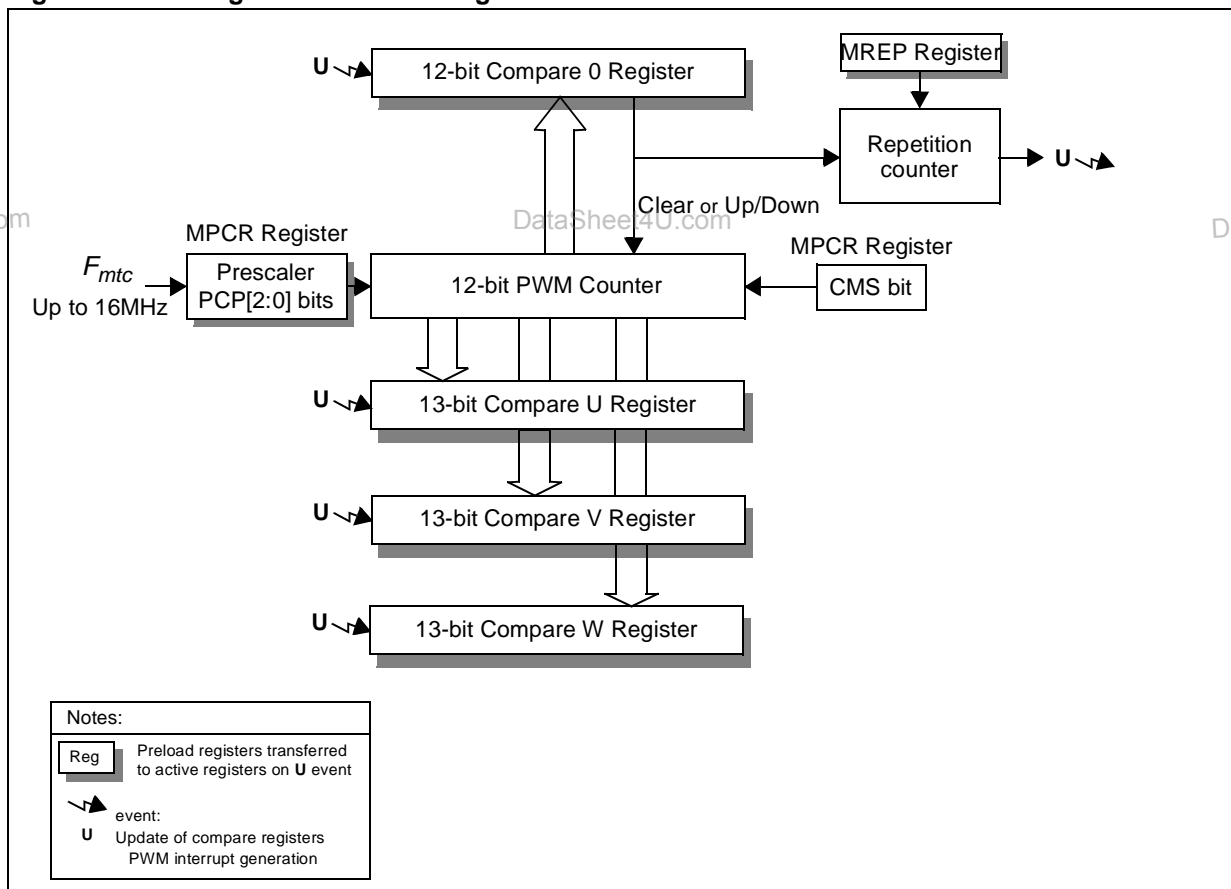 U
12-bit Compare 0 Register
MREP Register
Repetition
counter
U
Clear or Up/Down
om
DataSheet4U.com
D
MPCR Register
MPCR Register
Fmtc
Up to 16MHz
Prescaler
PCP[2:0] bits
12-bit PWM Counter
CMS bit
U
13-bit Compare U Register
U
13-bit Compare V Register
U
13-bit Compare W Register
Notes:
Reg
Preload registers transferred
to active registers on U event
event:
U Update of compare registers
PWM interrupt generation